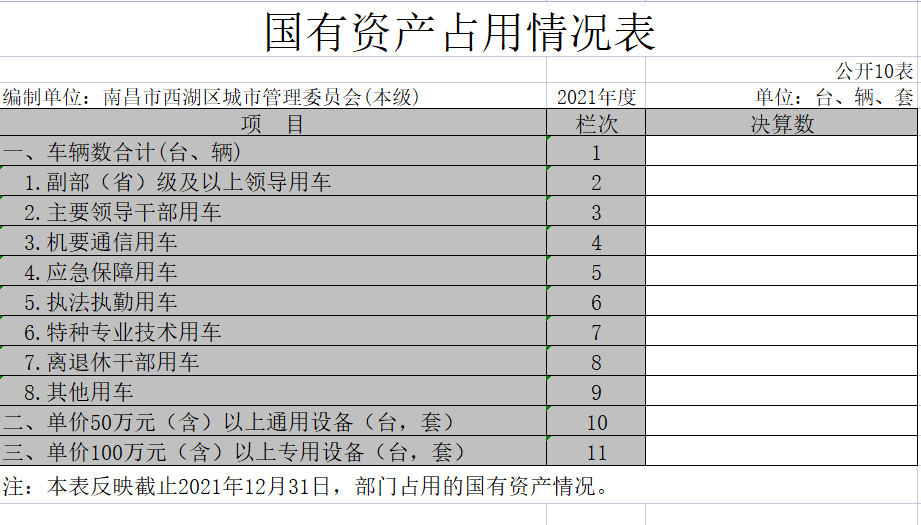 国有资产占用情况表
公开10表
编制单位：南昌市西湖区城市管理委员会(本级) 2021年度 单位：台、辆、套
项 目 栏次 决算数
一、车辆数合计(台、辆) 1
1.副部（省）级及以上领导用车 2
2.主要领导干部用车 3
3.机要通信用车 4
4.应急保障用车 5
5.执法执勤用车 6
6.特种专业技术用车 7
7.离退休干部用车 8
8.其他用车 9
二、单价50万元（含）以上通用设备（台，套） 10
三、单价100万元（含）以上专用设备（台，套） 11
注：本表反映截止2021年12月31日，部门占用的国有资产情况。